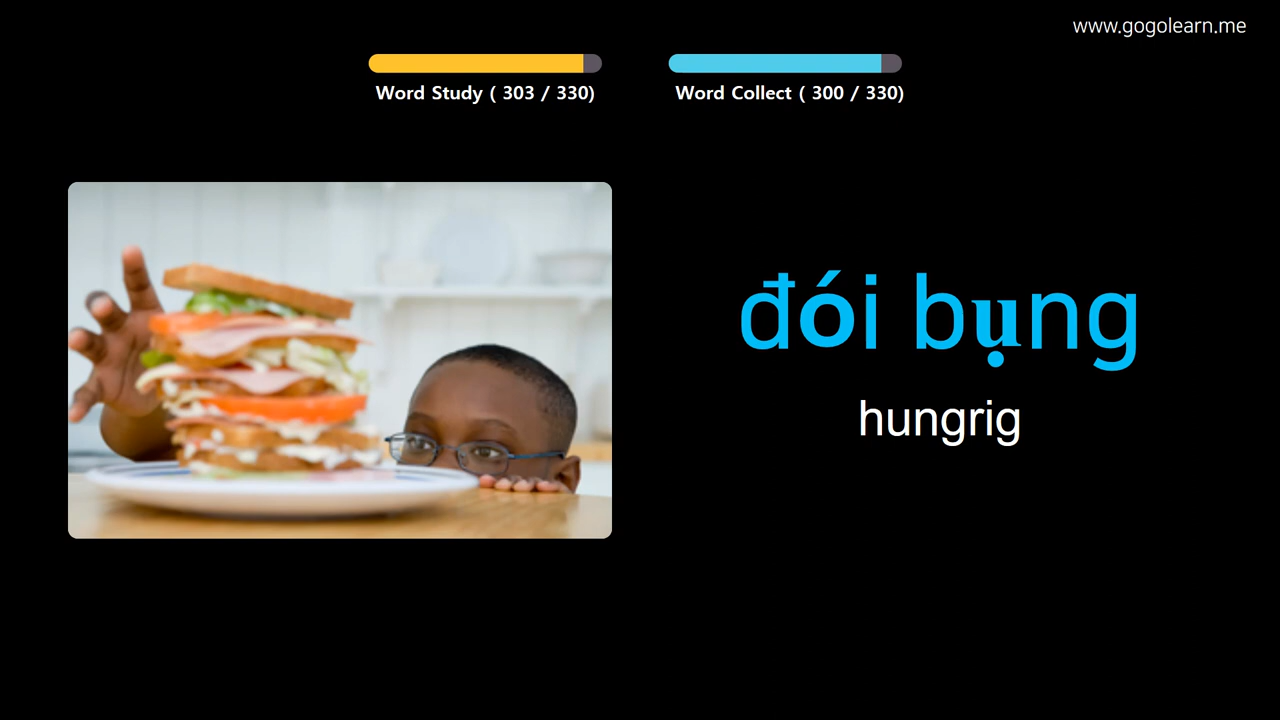 www.gogolearn.me
Word Study ( 303 / 330)
Word Collect ( 300 / 330)
đói bụng
hungrig